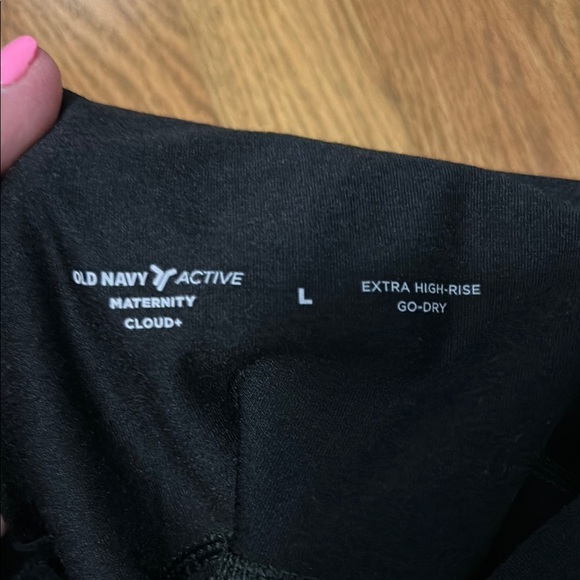 OLD NAVY ACTIVE
MATERNITY
CLOUD+
L
EXTRA HIGH-RISE
GO-DRY